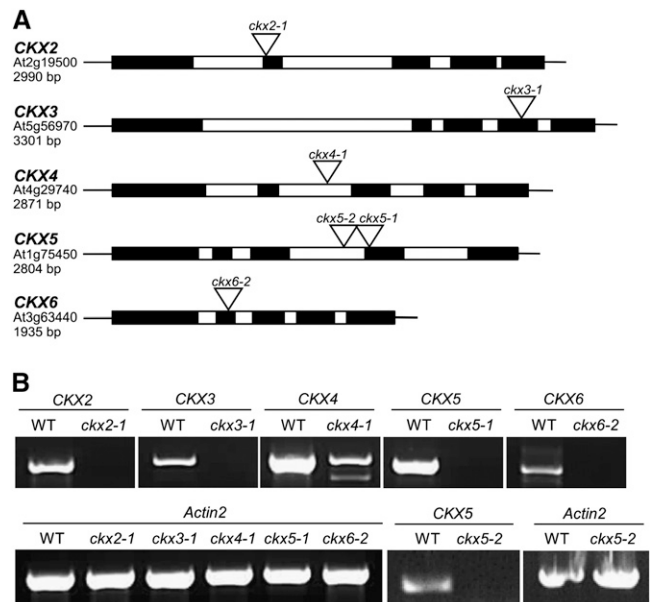 A
ckx2-1
CKX2
At2g19500
2990 bp
ckx3-1
CKX3
At5g56970
3301 bp
ckx4-1
CKX4
At4g29740
2871 bp
ckx5-2 ckx5-1
CKX5
At1g75450
2804 bp
ckx6-2
CKX6
At3g63440
1935 bp
B
CKX2 CKX3 CKX4 CKX5 CKX6
WT ckx2-1 WT ckx3-1 WT ckx4-1 WT ckx5-1 WT ckx6-2
Actin2 CKX5 Actin2
WT ckx2-1 ckx3-1 ckx4-1 ckx5-1 ckx6-2 WT ckx5-2 WT ckx5-2